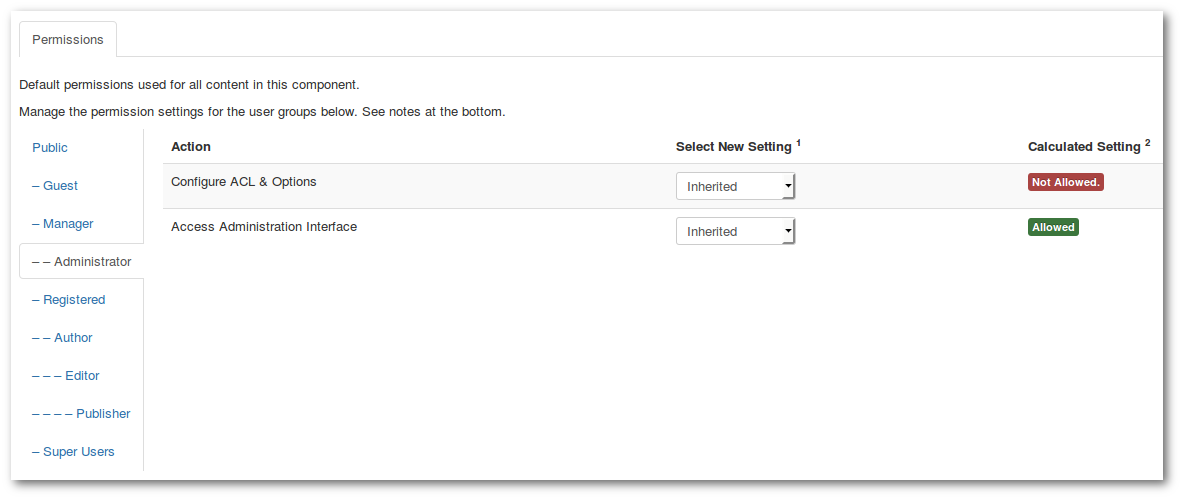 Permissions
Default permissions used for all content in this component.
Manage the permission settings for the user groups below. See notes at the bottom.
Public
– Guest
– Manager
– – Administrator
– Registered
– – Author
– – – Editor
– – – – Publisher
– Super Users
Action Select New Setting 1 Calculated Setting 2
Configure ACL & Options Inherited Not Allowed.
Access Administration Interface Inherited Allowed